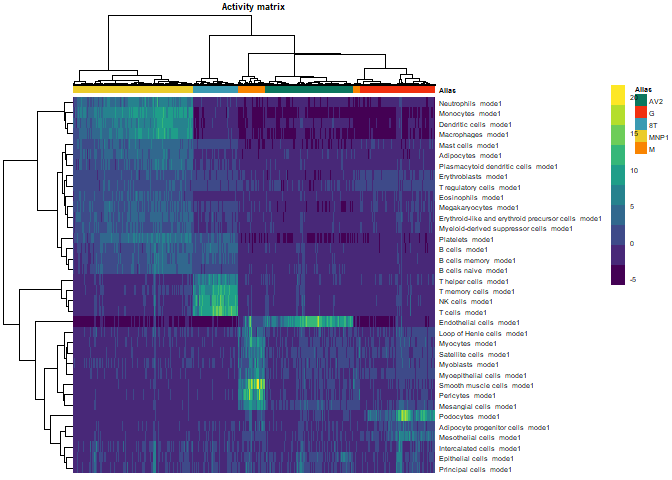 Activity matrix
Alias
Neutrophils mode1
Monocytes mode1
Dendritic cells mode1
Macrophages mode1
Mast cells mode1
Adipocytes mode1
Plasmacytoid dendritic cells mode1
Erythroblasts mode1
T regulatory cells mode1
Eosinophils mode1
Megakaryocytes mode1
Erythroid-like and erythroid precursor cells mode1
Myeloid-derived suppressor cells mode1
Platelets mode1
B cells mode1
B cells memory mode1
B cells naive mode1
T helper cells mode1
T memory cells mode1
NK cells mode1
T cells mode1
Endothelial cells mode1
Loop of Henle cells mode1
Myocytes mode1
Satellite cells mode1
Myoblasts mode1
Myoepithelial cells mode1
Smooth muscle cells mode1
Pericytes mode1
Mesangial cells mode1
Podocytes mode1
Adipocyte progenitor cells mode1
Mesothelial cells mode1
Intercalated cells mode1
Epithelial cells mode1
Principal cells mode1
20
15
10
5
0
-5
Alias
AV2
G
8T
MNP1
M